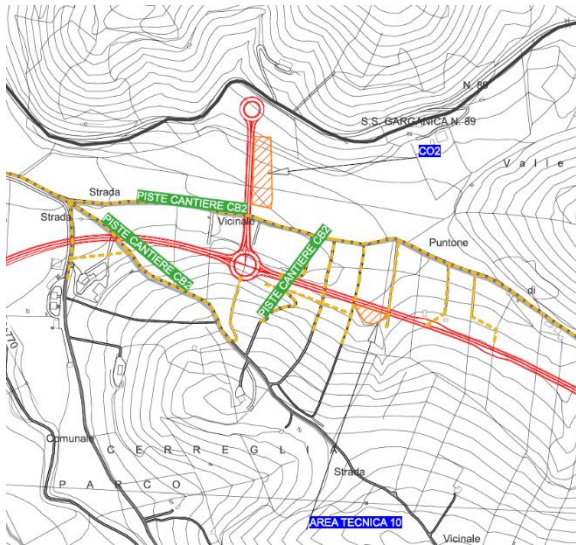 N. 89
S.S. GARGANICA N. 89
CO2
Valle
Strada
PISTE CANTIERE CB2
Strada
Vicinale
PISTE CANTIERE CB2
PISTE CANTIERE CB2
Puntone
di
Comunale
CERREGLIA
Strada
PARCO
AREA TECNICA 10
Vicinale